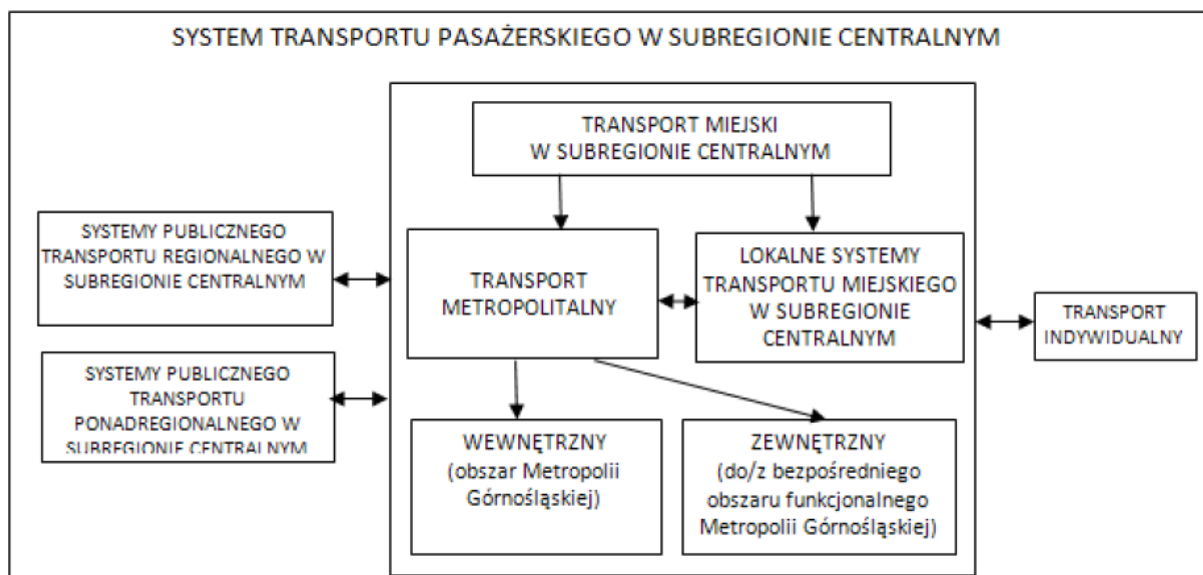 SYSTEM TRANSPORTU PASAŻERSKIEGO W SUBREGIONIE CENTRALNYM
TRANSPORT MIEJSKI
W SUBREGIONIE CENTRALNYM
SYSTEMY PUBLICZNEGO
TRANSPORTU REGIONALNEGO W
SUBREGIONIE CENTRALNYM
TRANSPORT
METROPOLITALNY
LOKALNE SYSTEMY
TRANSPORTU MIEJSKIEGO
W SUBREGIONIE
CENTRALNYM
TRANSPORT
INDYWIDUALNY
SYSTEMY PUBLICZNEGO
TRANSPORTU
PONADREGIONALNEGO W
SUBREGIONIE CENTRALNYM
WEWNĘTRZNY
(obszar Metropolii
Górnośląskiej)
ZEWNĘTRZNY
(do/z bezpośredniego
obszaru funkcjonalnego
Metropolii Górnośląskiej)